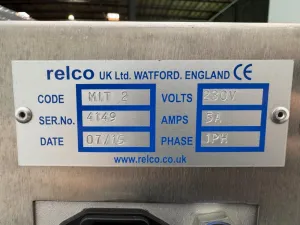 relco UK Ltd. WATFORD. ENGLAND CE
CODE MLT 2 VOLTS 230V
SER.No. 4149 AMPS 5A
DATE 07/15 PHASE 1PH
www.relco.co.uk